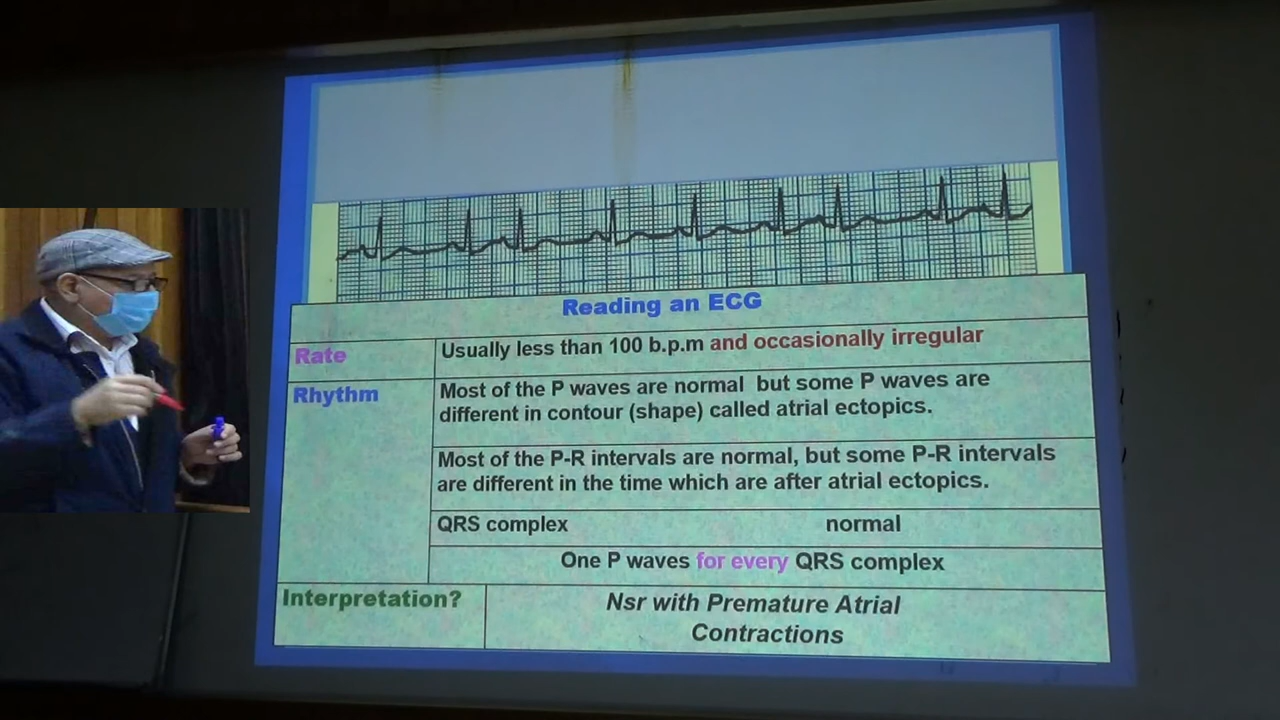 Reading an ECG
Rate
Usually less than 100 b.p.m and occasionally irregular
Rhythm
Most of the P waves are normal but some P waves are
different in contour (shape) called atrial ectopics.
Most of the P-R intervals are normal, but some P-R intervals
are different in the time which are after atrial ectopics.
QRS complex normal
One P waves for every QRS complex
Interpretation?
Nsr with Premature Atrial
Contractions